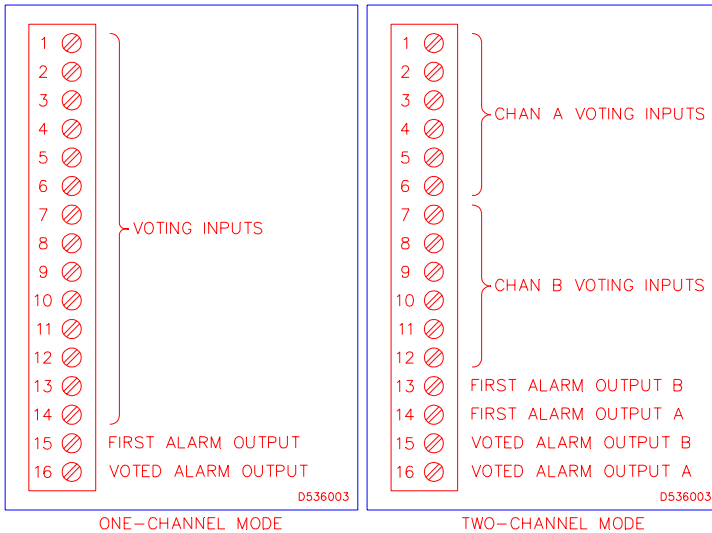 1
2
3
4
5
6
7
8
9
10
11
12
13
14
15
16
VOTING INPUTS
FIRST ALARM OUTPUT
VOTED ALARM OUTPUT
D536003
ONE-CHANNEL MODE
1
2
3
4
5
6
7
8
9
10
11
12
13
14
15
16
CHAN A VOTING INPUTS
CHAN B VOTING INPUTS
FIRST ALARM OUTPUT B
FIRST ALARM OUTPUT A
VOTED ALARM OUTPUT B
VOTED ALARM OUTPUT A
D536003
TWO-CHANNEL MODE